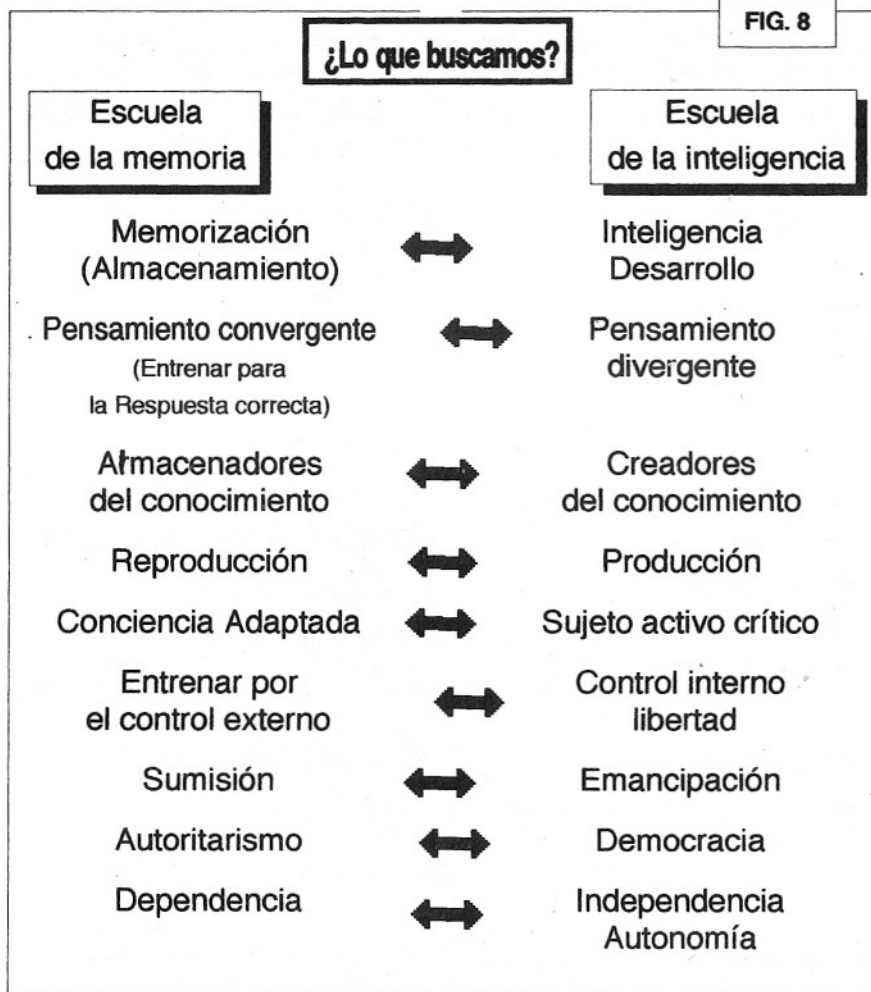 FIG. 8
¿Lo que buscamos?
Escuela
de la memoria
Escuela
de la inteligencia
Memorización
(Almacenamiento)
Inteligencia
Desarrollo
Pensamiento convergente
(Entrenar para
la Respuesta correcta)
Pensamiento
divergente
Almacenadores
del conocimiento
Creadores
del conocimiento
Reproducción
Producción
Conciencia Adaptada
Sujeto activo crítico
Entrenar por
el control externo
Control interno
libertad
Sumisión
Emancipación
Autoritarismo
Democracia
Dependencia
Independencia
Autonomía